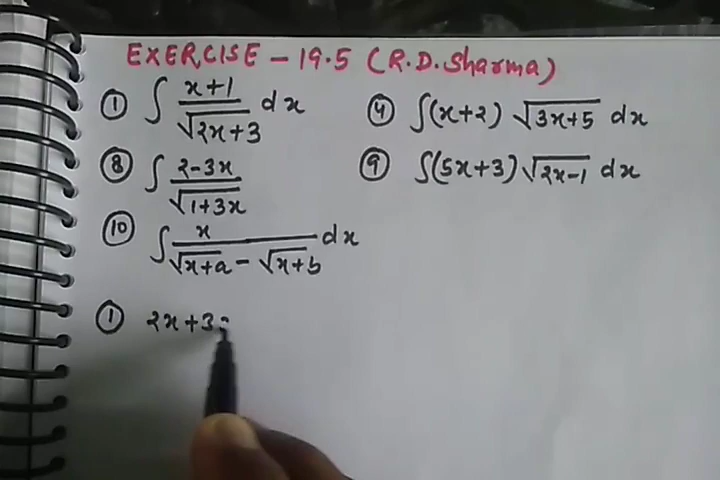 EXERCISE - 19.5 (R.D. Sharma)
① ∫ x+1 / √(2x+3) dx
④ ∫(x+2) √(3x+5) dx
⑧ ∫ 2-3x / √(1+3x)
⑨ ∫(5x+3) √(2x-1) dx
⑩ ∫ x / (√(x+a) - √(x+b)) dx
① 2x+3=